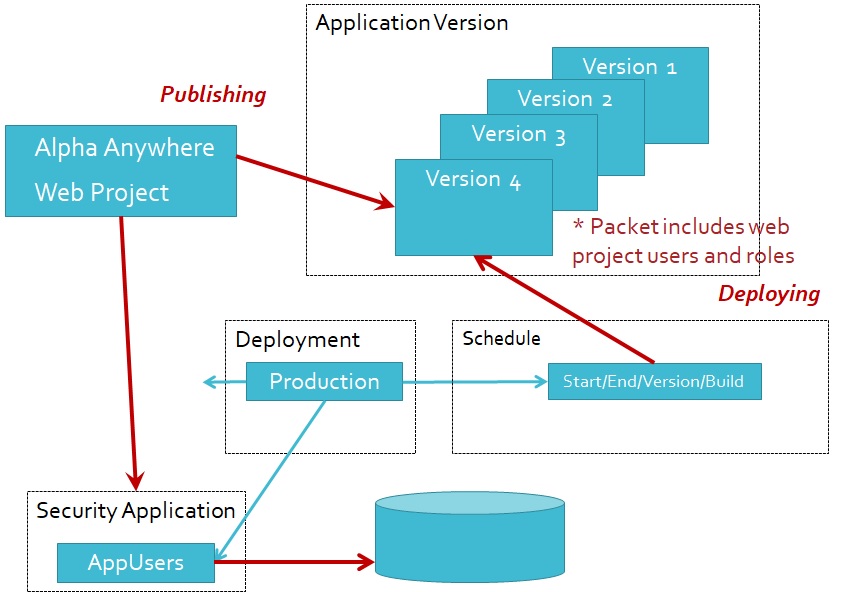 Application Version
Version 1
Version 2
Version 3
Version 4
Publishing
Alpha Anywhere
Web Project
* Packet includes web
project users and roles
Deploying
Deployment
Production
Schedule
Start/End/Version/Build
Security Application
AppUsers